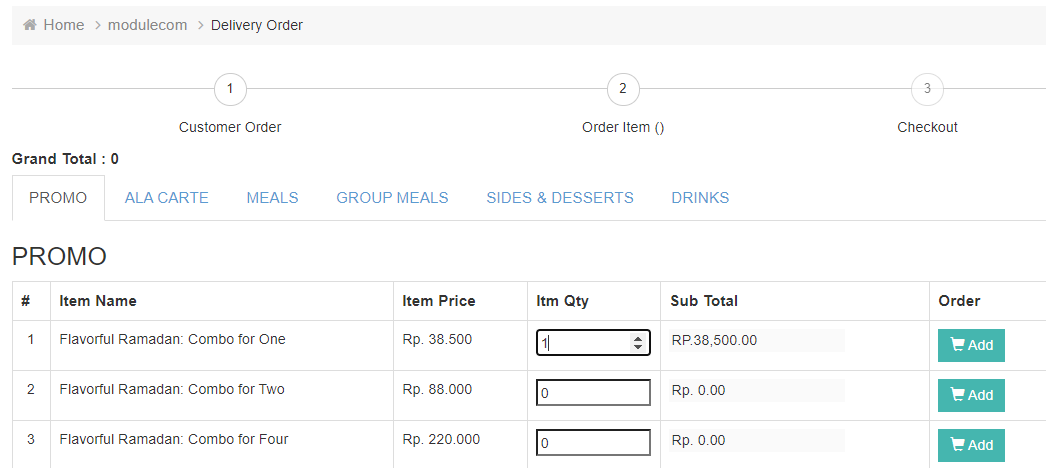 Home > modulecom > Delivery Order
1 2 3
Customer Order Order Item () Checkout
Grand Total : 0
PROMO ALA CARTE MEALS GROUP MEALS SIDES & DESSERTS DRINKS
PROMO
# Item Name Item Price Itm Qty Sub Total Order
1 Flavorful Ramadan: Combo for One Rp. 38.500 1 RP.38,500.00 Add
2 Flavorful Ramadan: Combo for Two Rp. 88.000 0 Rp. 0.00 Add
3 Flavorful Ramadan: Combo for Four Rp. 220.000 0 Rp. 0.00 Add